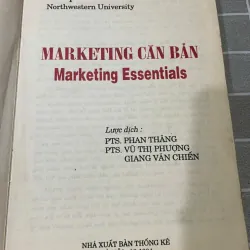 Northwestern University
MARKETING CĂN BẢN
Marketing Essentials
Lược dịch :
PTS. PHAN THĂNG
PTS. VŨ THỊ PHƯỢNG
GIANG VĂN CHIẾN
NHÀ XUẤT BẢN THỐNG KÊ